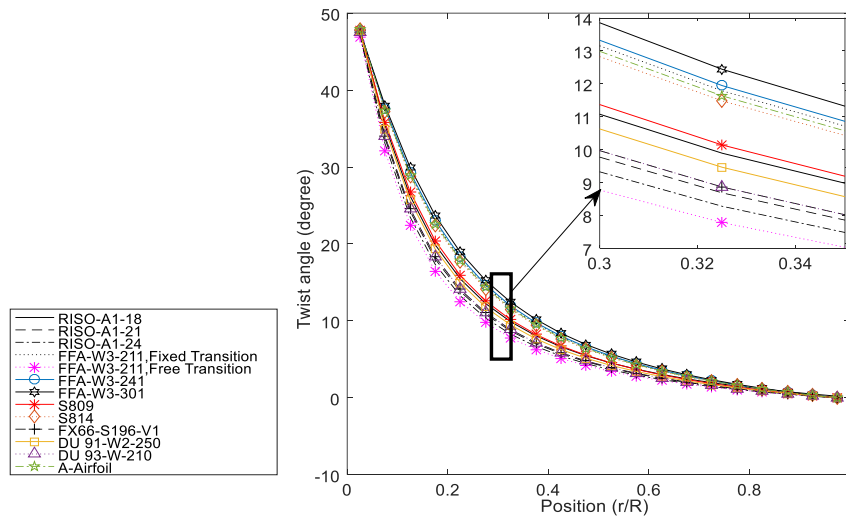 50
40
30
20
10
0
-10
Twist angle (degree)
0
0.2
0.4
0.6
0.8
Position (r/R)
14
13
12
11
10
9
8
7
0.3
0.32
0.34
RISO-A1-18
RISO-A1-21
RISO-A1-24
FFA-W3-211,Fixed Transition
FFA-W3-211,Free Transition
FFA-W3-241
FFA-W3-301
S809
S814
FX66-S196-V1
DU 91-W2-250
DU 93-W-210
A-Airfoil